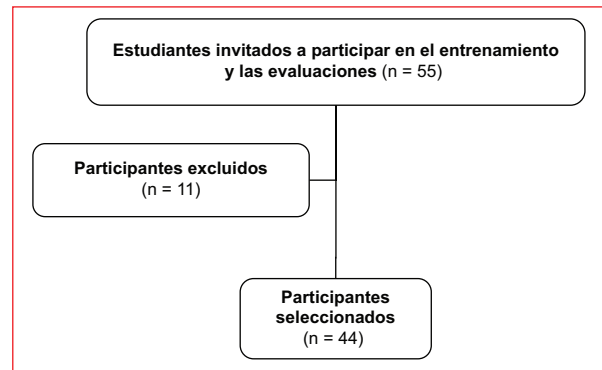 Estudiantes invitados a participar en el entrenamiento
y las evaluaciones (n = 55)
Participantes excluidos
(n = 11)
Participantes
seleccionados
(n = 44)